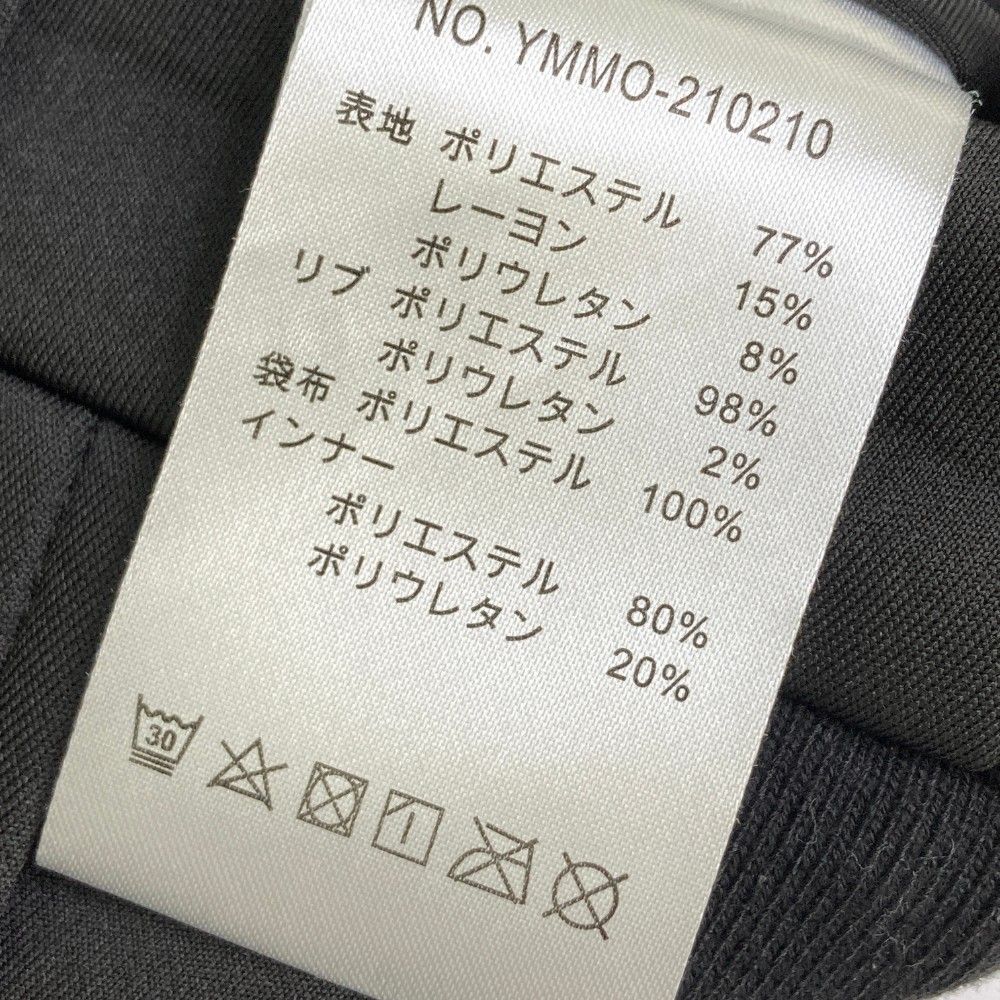 NO. YMMO-210210
表地 ポリエステル 77%
レーヨン 15%
ポリウレタン 8%
リブ ポリエステル 98%
ポリウレタン 2%
袋布 ポリエステル 100%
インナー
ポリエステル 80%
ポリウレタン 20%
30